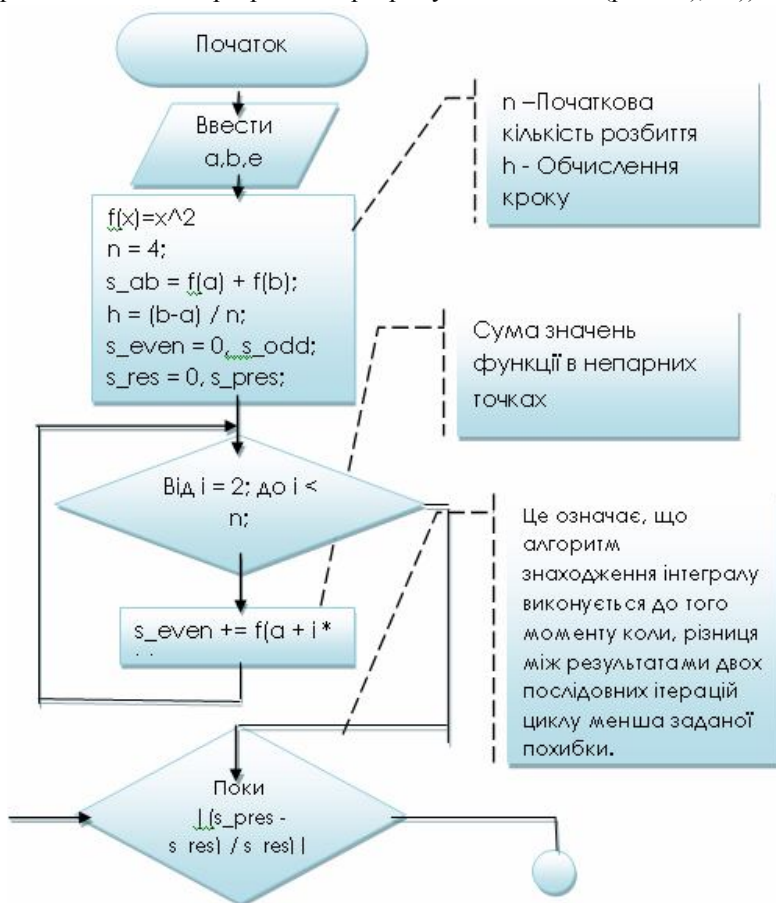 Початок
Ввести
a,b,e
f(x)=x^2
n = 4;
s_ab = f(a) + f(b);
h = (b-a) / n;
s_even = 0, s_odd;
s_res = 0, s_pres;
n –Початкова
кількість розбиття
h - Обчислення
кроку
Сума значень
функції в непарних
точках
Від i = 2; до i <
n;
s_even += f(a + i *
Це означає, що
алгоритм
знаходження інтегралу
виконується до того
моменту коли, різниця
між результатами двох
послідовних ітерацій
циклу менша заданої
похибки.
Поки
|(s_pres -
s_res) / s_res) |